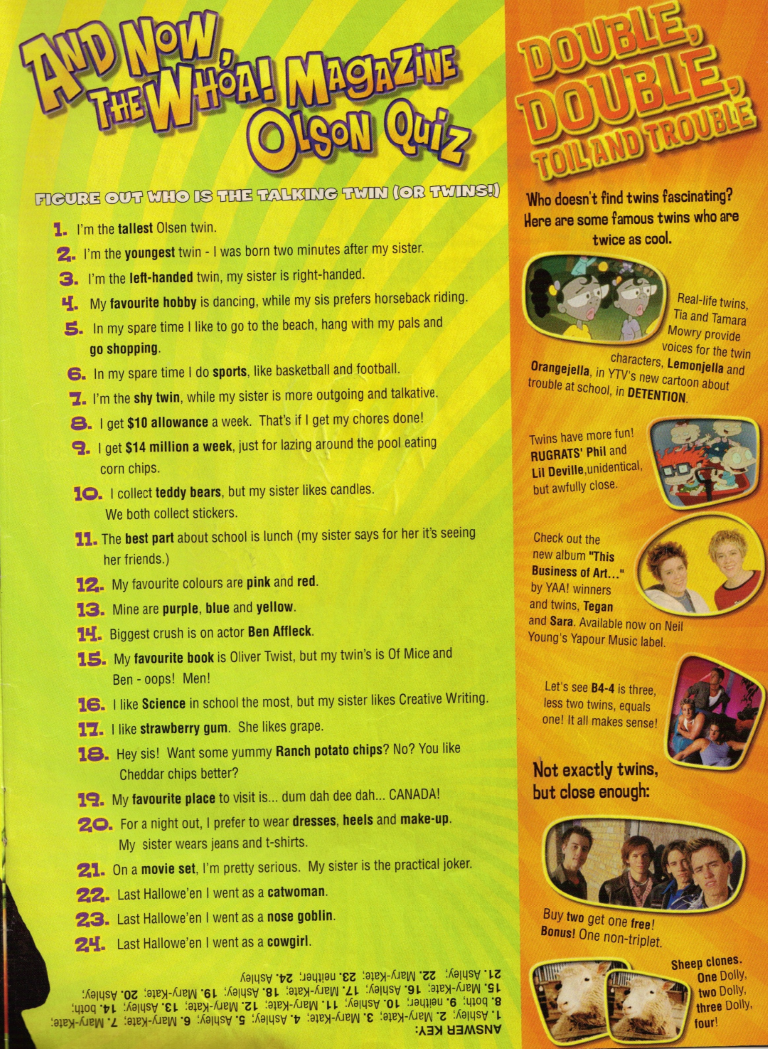 AND NOW,
THE WHOA! MAGAZINE
OLSON QUIZ
FIGURE OUT WHO IS THE TALKING TWIN (OR TWINS!)
1. I'm the tallest Olsen twin.
2. I'm the youngest twin - I was born two minutes after my sister.
3. I'm the left-handed twin, my sister is right-handed.
4. My favourite hobby is dancing, while my sis prefers horseback riding.
5. In my spare time I like to go to the beach, hang with my pals and
go shopping.
6. In my spare time I do sports, like basketball and football.
7. I'm the shy twin, while my sister is more outgoing and talkative.
8. I get $10 allowance a week. That's if I get my chores done!
9. I get $14 million a week, just for lazing around the pool eating
corn chips.
10. I collect teddy bears, but my sister likes candles.
We both collect stickers.
11. The best part about school is lunch (my sister says for her it's seeing
her friends.)
12. My favourite colours are pink and red.
13. Mine are purple, blue and yellow.
14. Biggest crush is on actor Ben Affleck.
15. My favourite book is Oliver Twist, but my twin's is Of Mice and
Ben - oops! Men!
16. I like Science in school the most, but my sister likes Creative Writing.
17. I like strawberry gum. She likes grape.
18. Hey sis! Want some yummy Ranch potato chips? No? You like
Cheddar chips better?
19. My favourite place to visit is... dum dah dee dah... CANADA!
20. For a night out, I prefer to wear dresses, heels and make-up.
My sister wears jeans and t-shirts.
21. On a movie set, I'm pretty serious. My sister is the practical joker.
22. Last Hallowe'en I went as a catwoman.
23. Last Hallowe'en I went as a nose goblin.
24. Last Hallowe'en I went as a cowgirl.
ANSWER KEY:
1. Ashley; 2. Mary-Kate; 3. Mary-Kate; 4. Ashley; 5. Ashley; 6. Mary-Kate; 7. Mary-Kate;
8. both; 9. neither; 10. Ashley; 11. Mary-Kate; 12. Mary-Kate; 13. Ashley; 14. both;
15. Mary-Kate; 16. Ashley; 17. Mary-Kate; 18. Ashley; 19. Mary-Kate; 20. Ashley;
21. Ashley; 22. Mary-Kate; 23. neither; 24. Ashley
DOUBLE,
DOUBLE,
TOIL AND TROUBLE
Who doesn't find twins fascinating?
Here are some famous twins who are
twice as cool.
Real-life twins,
Tia and Tamara
Mowry provide
voices for the twin
characters, Lemonjella and
Orangejella, in YTV's new cartoon about
trouble at school, in DETENTION.
Twins have more fun!
RUGRATS' Phil and
Lil Deville,unidentical,
but awfully close.
Check out the
new album "This
Business of Art..."
by YAA! winners
and twins, Tegan
and Sara. Available now on Neil
Young's Yapour Music label.
Let's see B4-4 is three,
less two twins, equals
one! It all makes sense!
Not exactly twins,
but close enough:
Buy two get one free!
Bonus! One non-triplet.
Sheep clones.
One Dolly,
two Dolly,
three Dolly,
four!